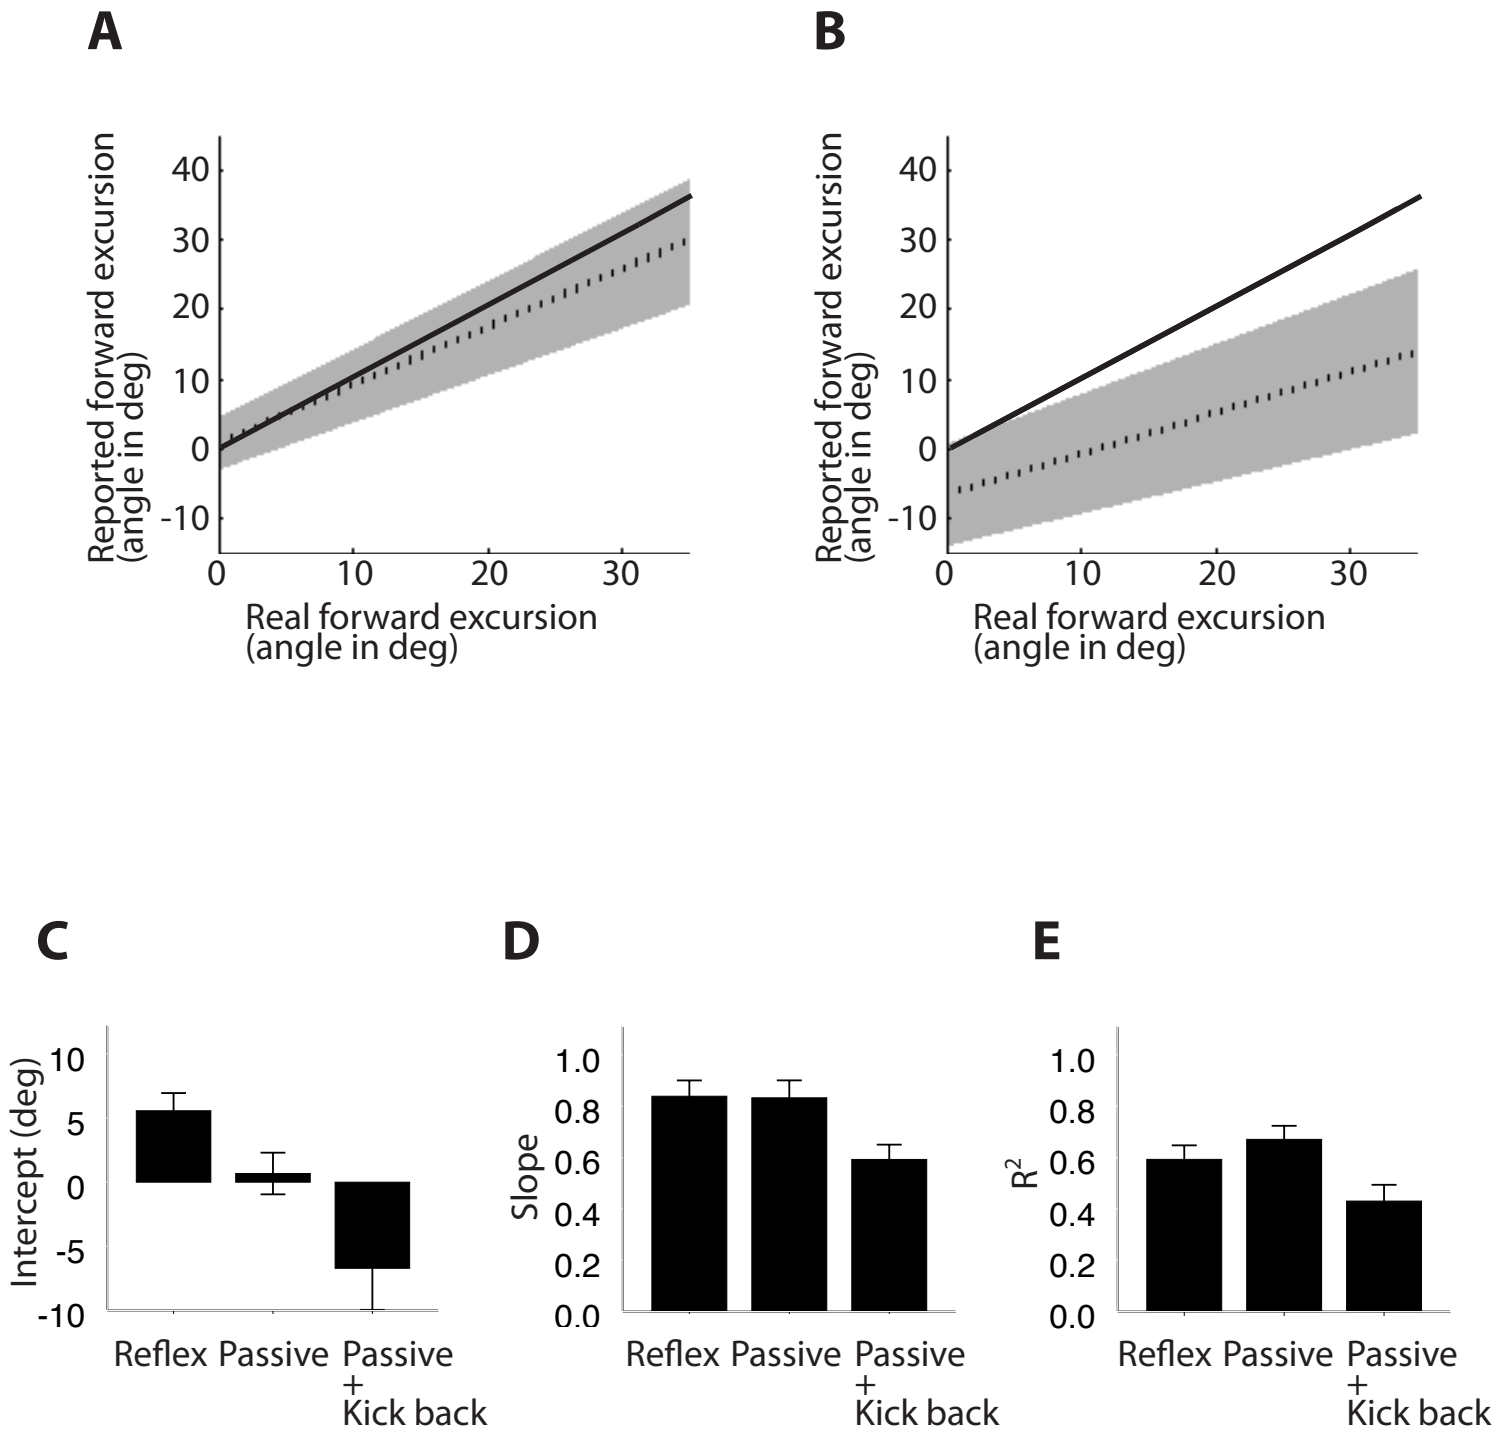 A
Reported forward excursion
(angle in deg)
40
30
20
10
0
-10
0 10 20 30
Real forward excursion
(angle in deg)
B
Reported forward excursion
(angle in deg)
40
30
20
10
0
-10
0 10 20 30
Real forward excursion
(angle in deg)
C
Intercept (deg)
10
5
0
-5
-10
Reflex Passive Passive
+
Kick back
D
Slope
1.0
0.8
0.6
0.4
0.2
0.0
Reflex Passive Passive
+
Kick back
E
R²
1.0
0.8
0.6
0.4
0.2
0.0
Reflex Passive Passive
+
Kick back